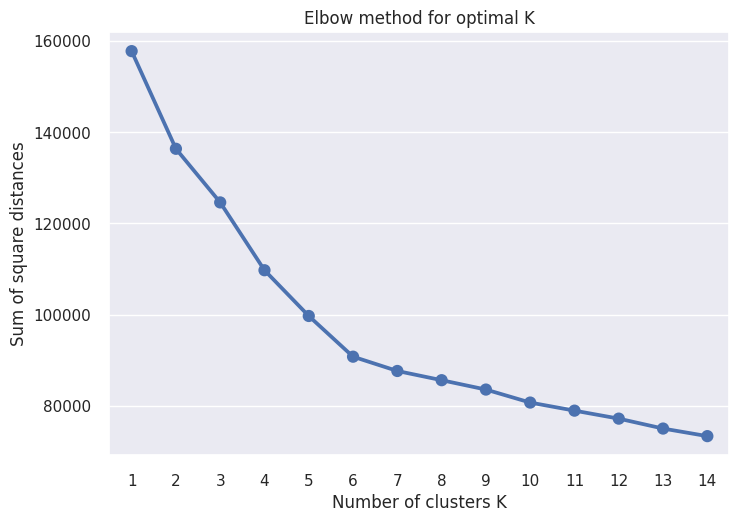 Elbow method for optimal K
160000
140000
120000
100000
80000
Sum of square distances
1 2 3 4 5 6 7 8 9 10 11 12 13 14
Number of clusters K